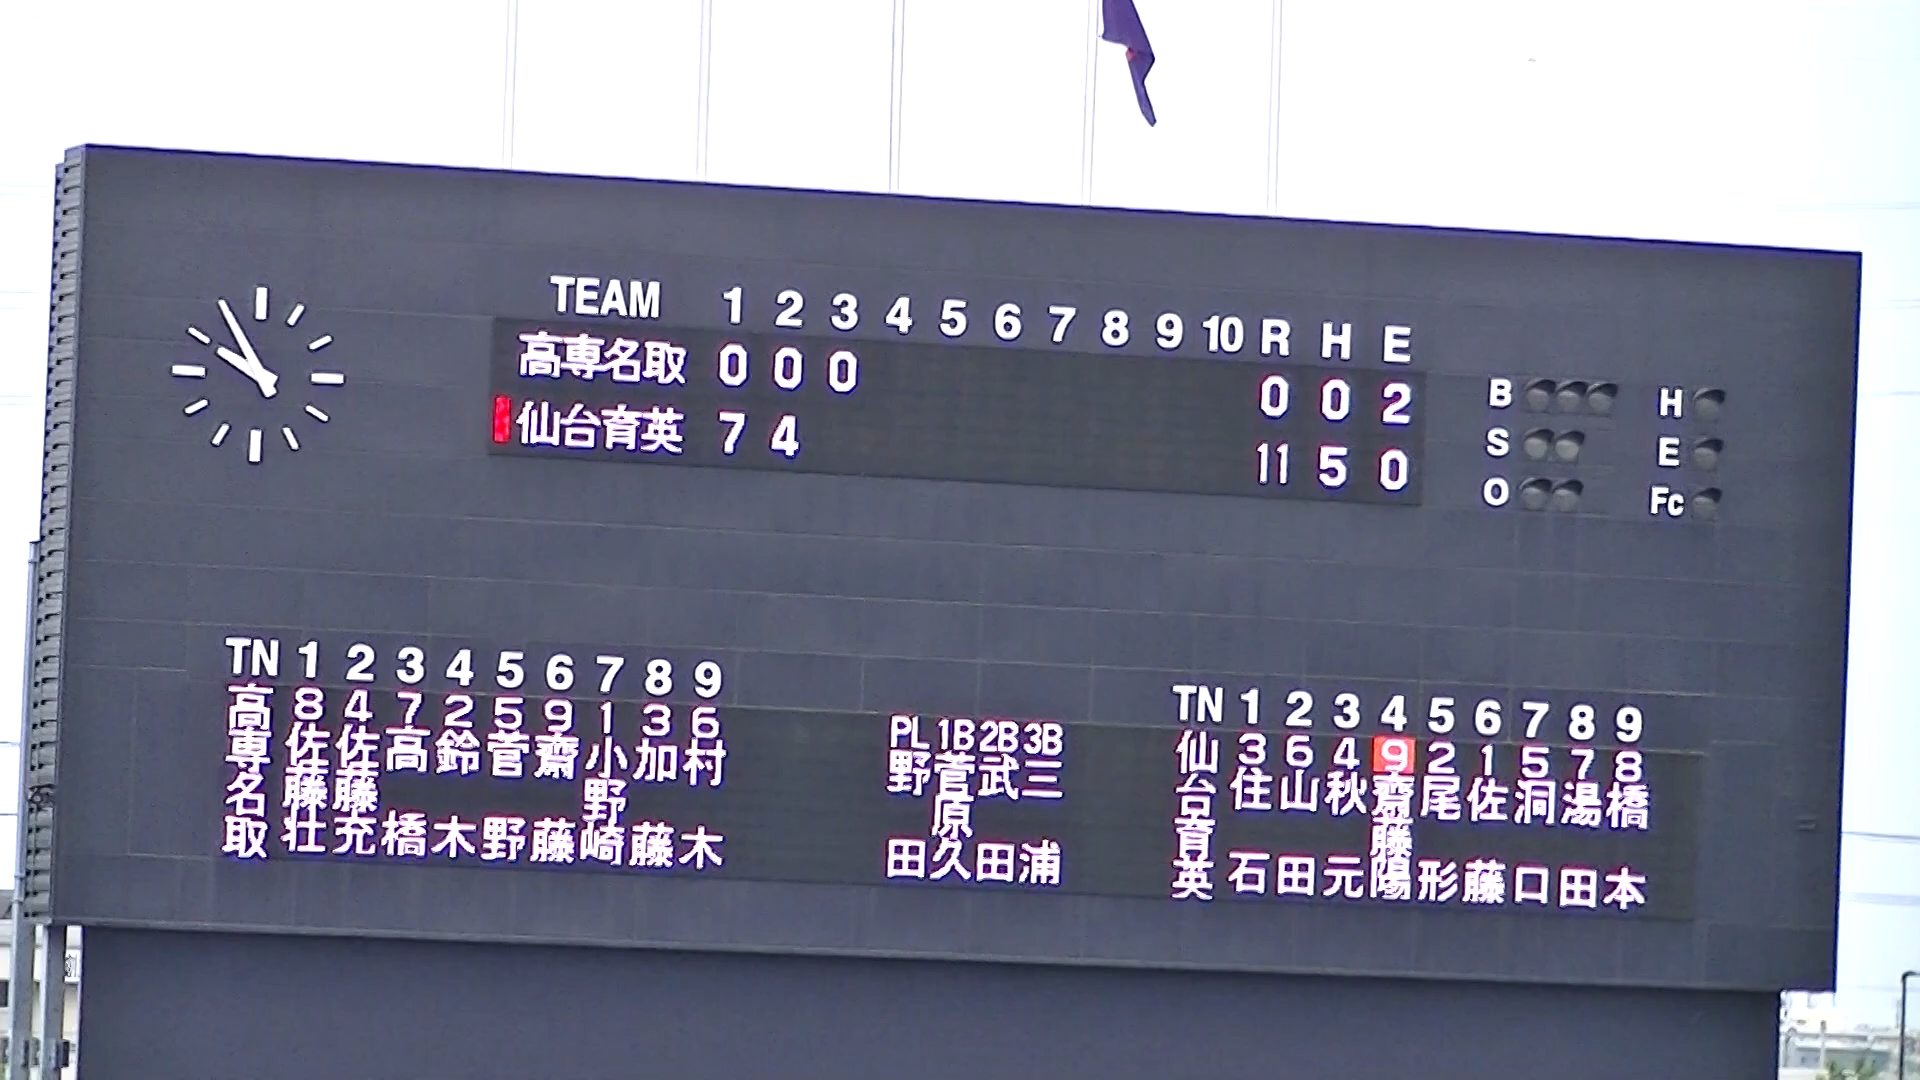 TEAM 1 2 3 4 5 6 7 8 9 10 R H E
高専名取 0 0 0 0 0 2
仙台育英 7 4 11 5 0
B H
S E
O Fc
TN 1 2 3 4 5 6 7 8 9
高専名取
8 佐藤壮
4 佐藤充
7 高橋
2 鈴木
5 菅野
9 齋藤
1 小野崎
3 加藤
6 村木
PL 野田
1B 菅原久
2B 武田
3B 三浦
TN 1 2 3 4 5 6 7 8 9
仙台育英
3 住石
6 山田
4 秋元
9 齋藤陽
2 尾形
1 佐藤
5 洞口
7 湯田
8 橋本